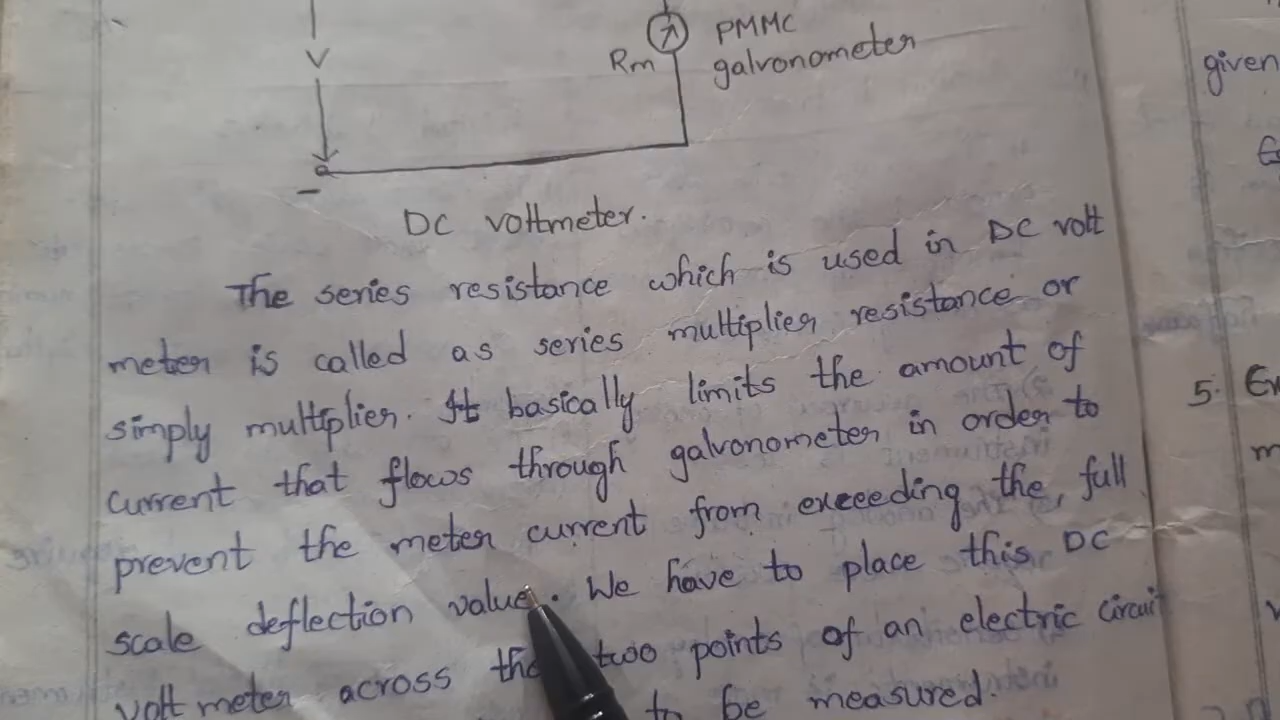 PMMC
Rm galvonometer
V
-
DC voltmeter.
The series resistance which is used in DC volt
meter is called as series multiplier resistance or
simply multiplier. It basically limits the amount of
current that flows through galvonometer in order to
prevent the meter current from exceeding the full
scale deflection value. We have to place this DC
volt meter across the two points of an electric circuit
to be measured.
given
5.